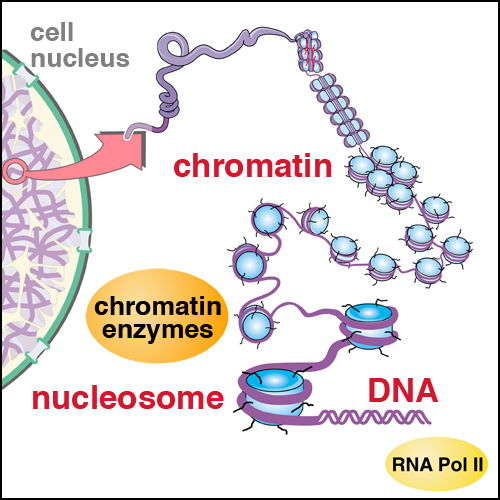 cell
nucleus
chromatin
chromatin
enzymes
nucleosome
DNA
RNA Pol II